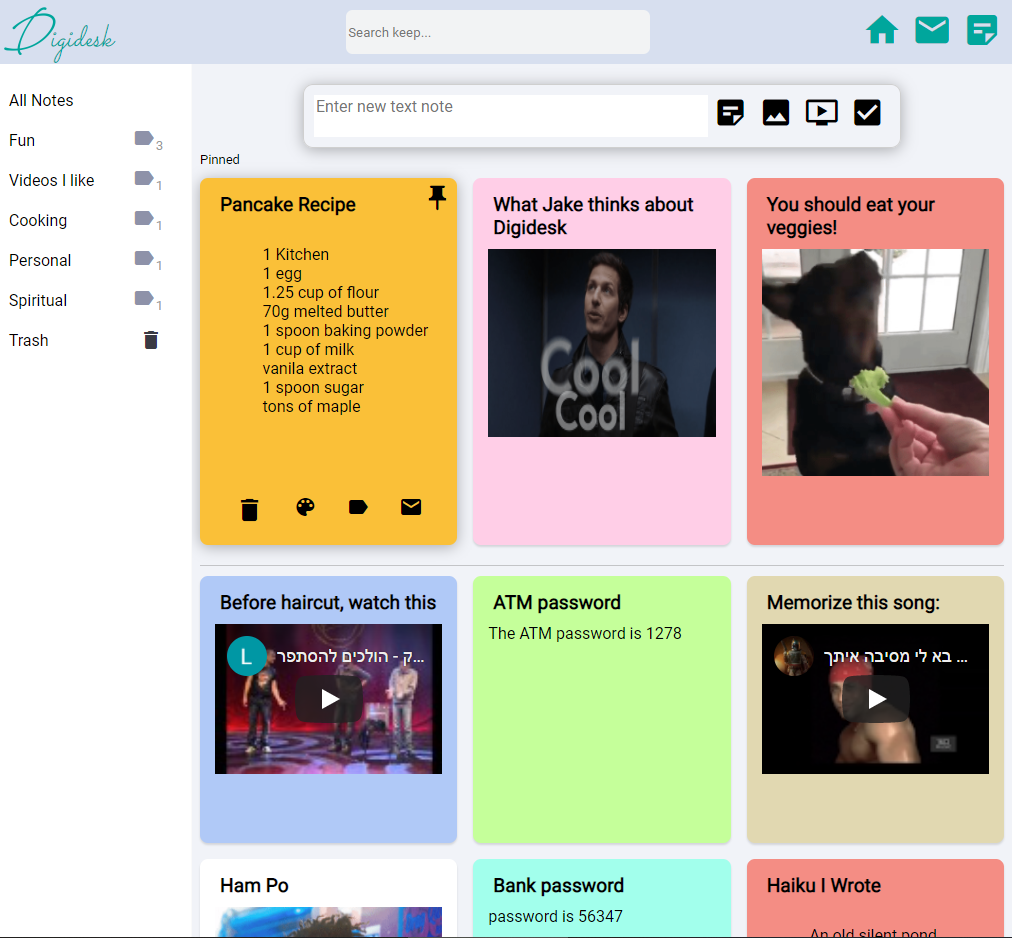 Digidesk
Search keep...
All Notes
Fun 3
Videos I like 1
Cooking 1
Personal 1
Spiritual 1
Trash
Enter new text note
Pinned
Pancake Recipe
1 Kitchen
1 egg
1.25 cup of flour
70g melted butter
1 spoon baking powder
1 cup of milk
vanila extract
1 spoon sugar
tons of maple
What Jake thinks about
Digidesk
Cool
Cool
You should eat your
veggies!
Before haircut, watch this
L
ק - הולכים להסתפר...
ATM password
The ATM password is 1278
Memorize this song:
בא לי מסיבה איתך ...
Ham Po
Bank password
password is 56347
Haiku I Wrote
An old silent pond